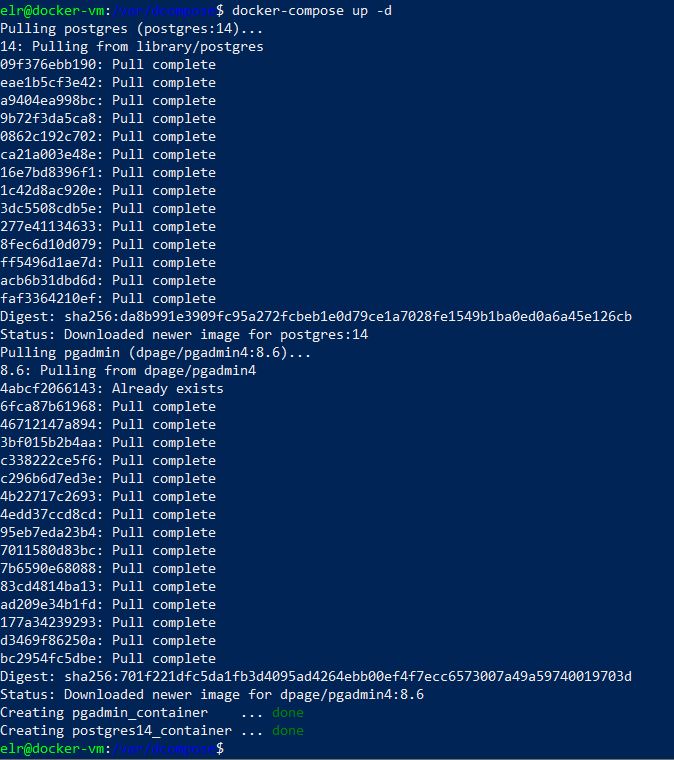 elr@docker-vm:/var/dcompose$ docker-compose up -d
Pulling postgres (postgres:14)...
14: Pulling from library/postgres
09f376ebb190: Pull complete
eae1b5cf3e42: Pull complete
a9404ea998bc: Pull complete
9b72f3da5ca8: Pull complete
0862c192c702: Pull complete
ca21a003e48e: Pull complete
16e7bd8396f1: Pull complete
1c42d8ac920e: Pull complete
3dc5508cdb5e: Pull complete
277e41134633: Pull complete
8fec6d10d079: Pull complete
ff5496d1ae7d: Pull complete
acb6b31dbd6d: Pull complete
faf3364210ef: Pull complete
Digest: sha256:da8b991e3909fc95a272fcbeb1e0d79ce1a7028fe1549b1ba0ed0a6a45e126cb
Status: Downloaded newer image for postgres:14
Pulling pgadmin (dpage/pgadmin4:8.6)...
8.6: Pulling from dpage/pgadmin4
4abcf2066143: Already exists
6fca87b61968: Pull complete
46712147a894: Pull complete
3bf015b2b4aa: Pull complete
c338222ce5f6: Pull complete
c296b6d7ed3e: Pull complete
4b22717c2693: Pull complete
4edd37ccd8cd: Pull complete
95eb7eda23b4: Pull complete
7011580d83bc: Pull complete
7b6590e68088: Pull complete
83cd4814ba13: Pull complete
ad209e34b1fd: Pull complete
177a34239293: Pull complete
d3469f86250a: Pull complete
bc2954fc5dbe: Pull complete
Digest: sha256:701f221dfc5da1fb3d4095ad4264ebb00ef4f7ecc6573007a49a59740019703d
Status: Downloaded newer image for dpage/pgadmin4:8.6
Creating pgadmin_container    ... done
Creating postgres14_container ... done
elr@docker-vm:/var/dcompose$